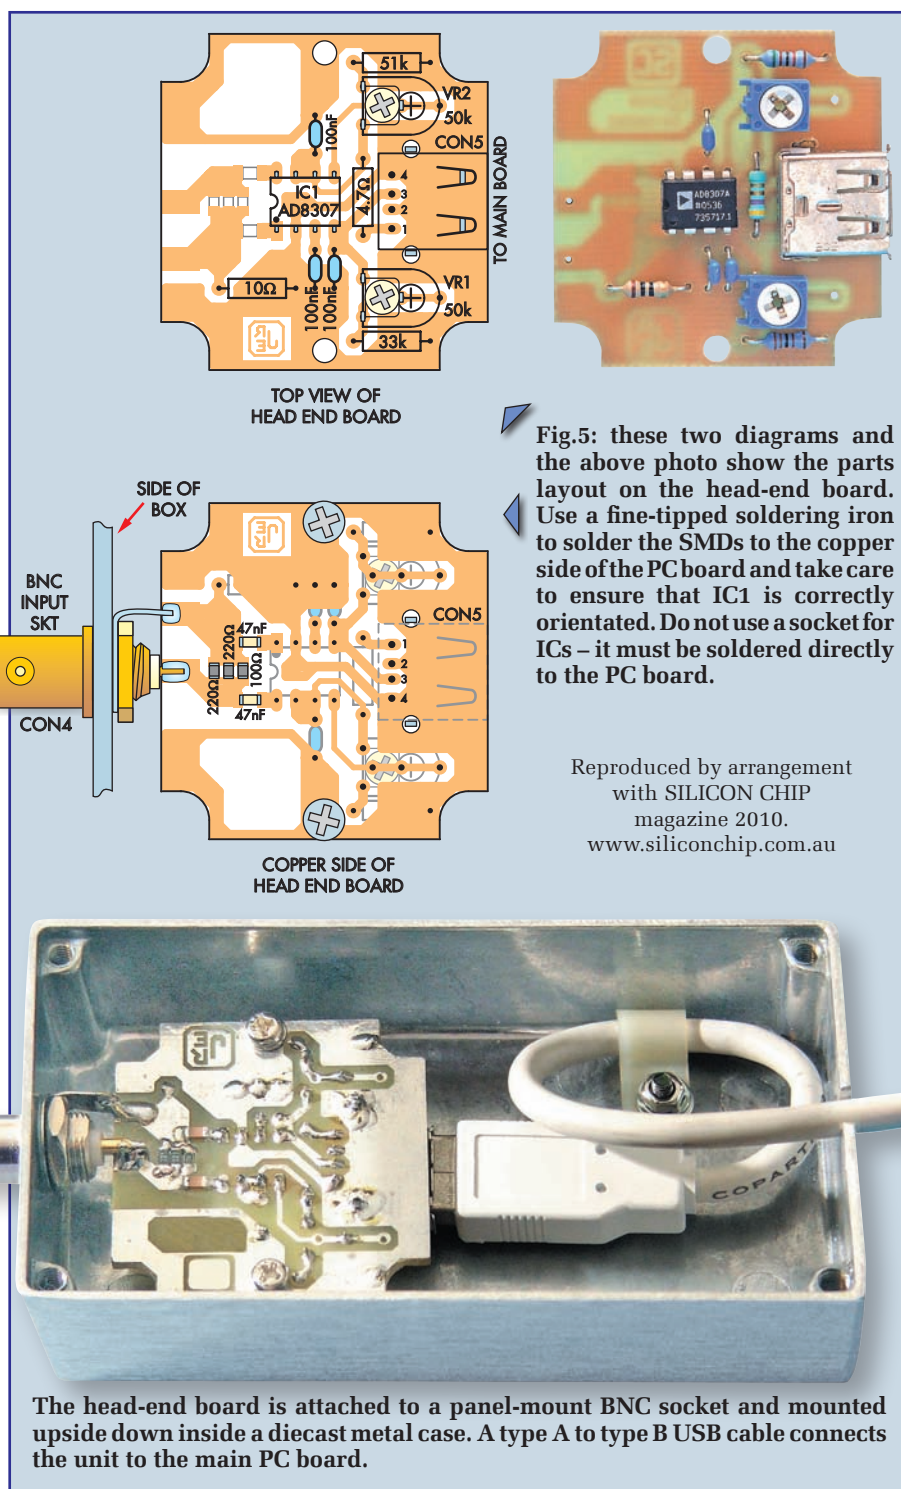 51k
VR2
50k
100nF
CON5
4
3
2
1
IC1
AD8307
4.7Ω
TO MAIN BOARD
10Ω
100nF
100nF
VR1
50k
33k
TOP VIEW OF
HEAD END BOARD
AD8307A
#0536
735717.1
Fig.5: these two diagrams and
the above photo show the parts
layout on the head-end board.
Use a fine-tipped soldering iron
to solder the SMDs to the copper
side of the PC board and take care
to ensure that IC1 is correctly
orientated. Do not use a socket for
ICs – it must be soldered directly
to the PC board.
SIDE OF
BOX
BNC
INPUT
SKT
CON4
47nF
220Ω
220Ω
100Ω
47nF
CON5
1
2
3
4
COPPER SIDE OF
HEAD END BOARD
Reproduced by arrangement
with SILICON CHIP
magazine 2010.
www.siliconchip.com.au
COPART
The head-end board is attached to a panel-mount BNC socket and mounted
upside down inside a diecast metal case. A type A to type B USB cable connects
the unit to the main PC board.